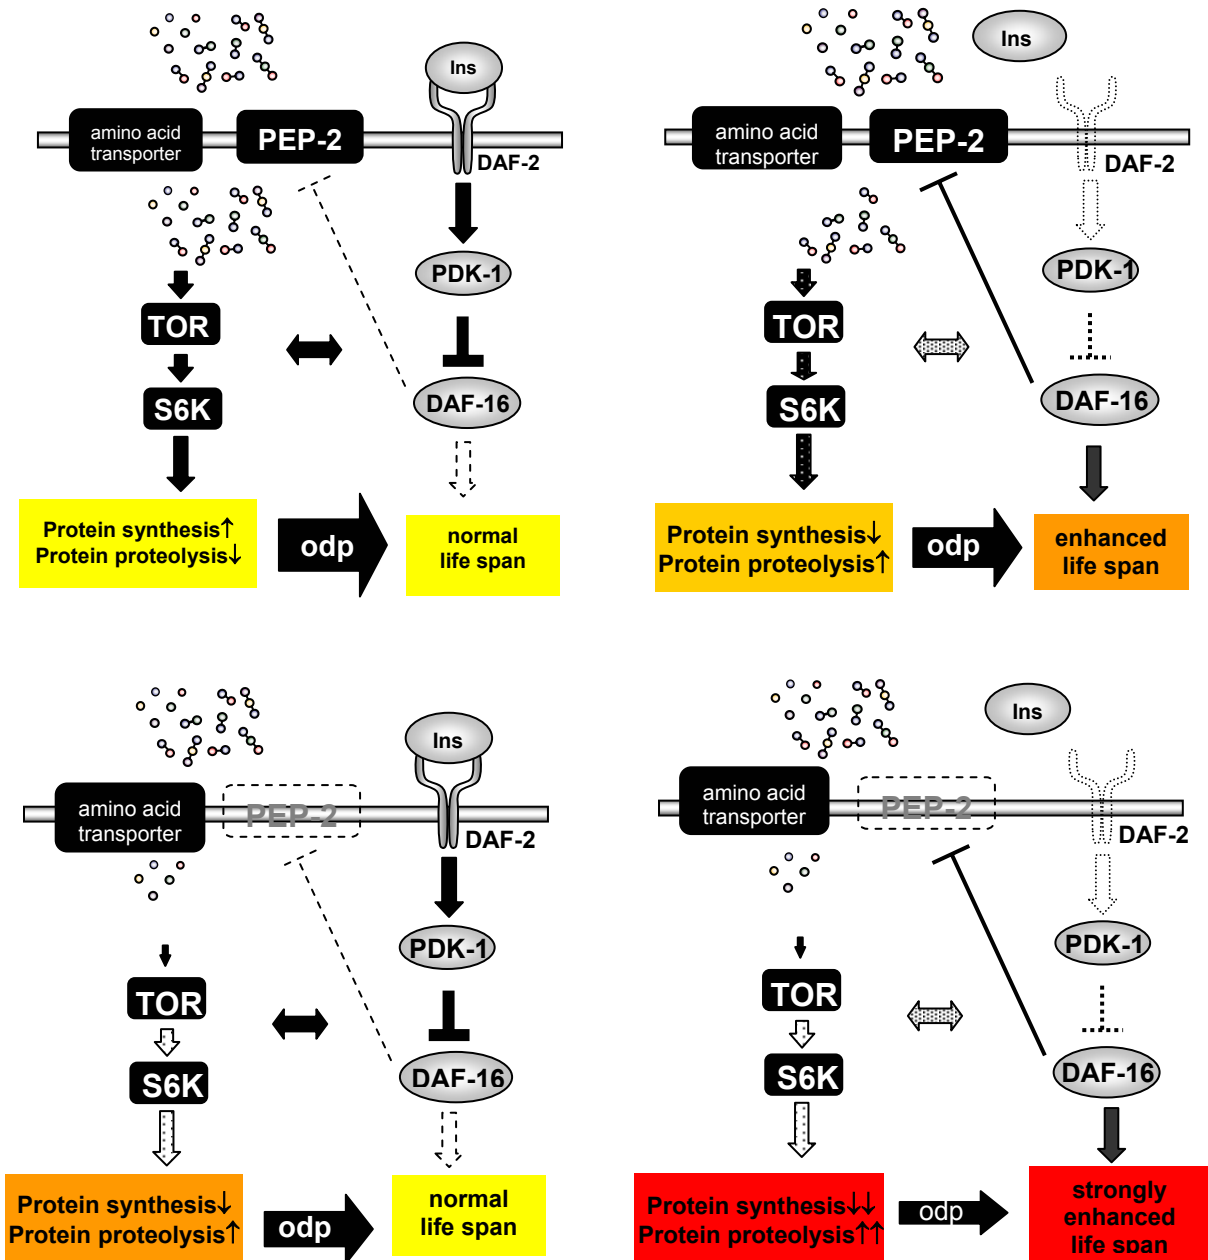 Ins
amino acid
transporter
PEP-2
DAF-2
PDK-1
TOR
S6K
DAF-16
Protein synthesis↑
Protein proteolysis↓
odp
normal
life span
Ins
amino acid
transporter
PEP-2
DAF-2
PDK-1
TOR
S6K
DAF-16
Protein synthesis↓
Protein proteolysis↑
odp
enhanced
life span
Ins
amino acid
transporter
PEP-2
DAF-2
PDK-1
TOR
S6K
DAF-16
Protein synthesis↓
Protein proteolysis↑
odp
normal
life span
Ins
amino acid
transporter
PEP-2
DAF-2
PDK-1
TOR
S6K
DAF-16
Protein synthesis↓↓
Protein proteolysis↑↑
odp
strongly
enhanced
life span